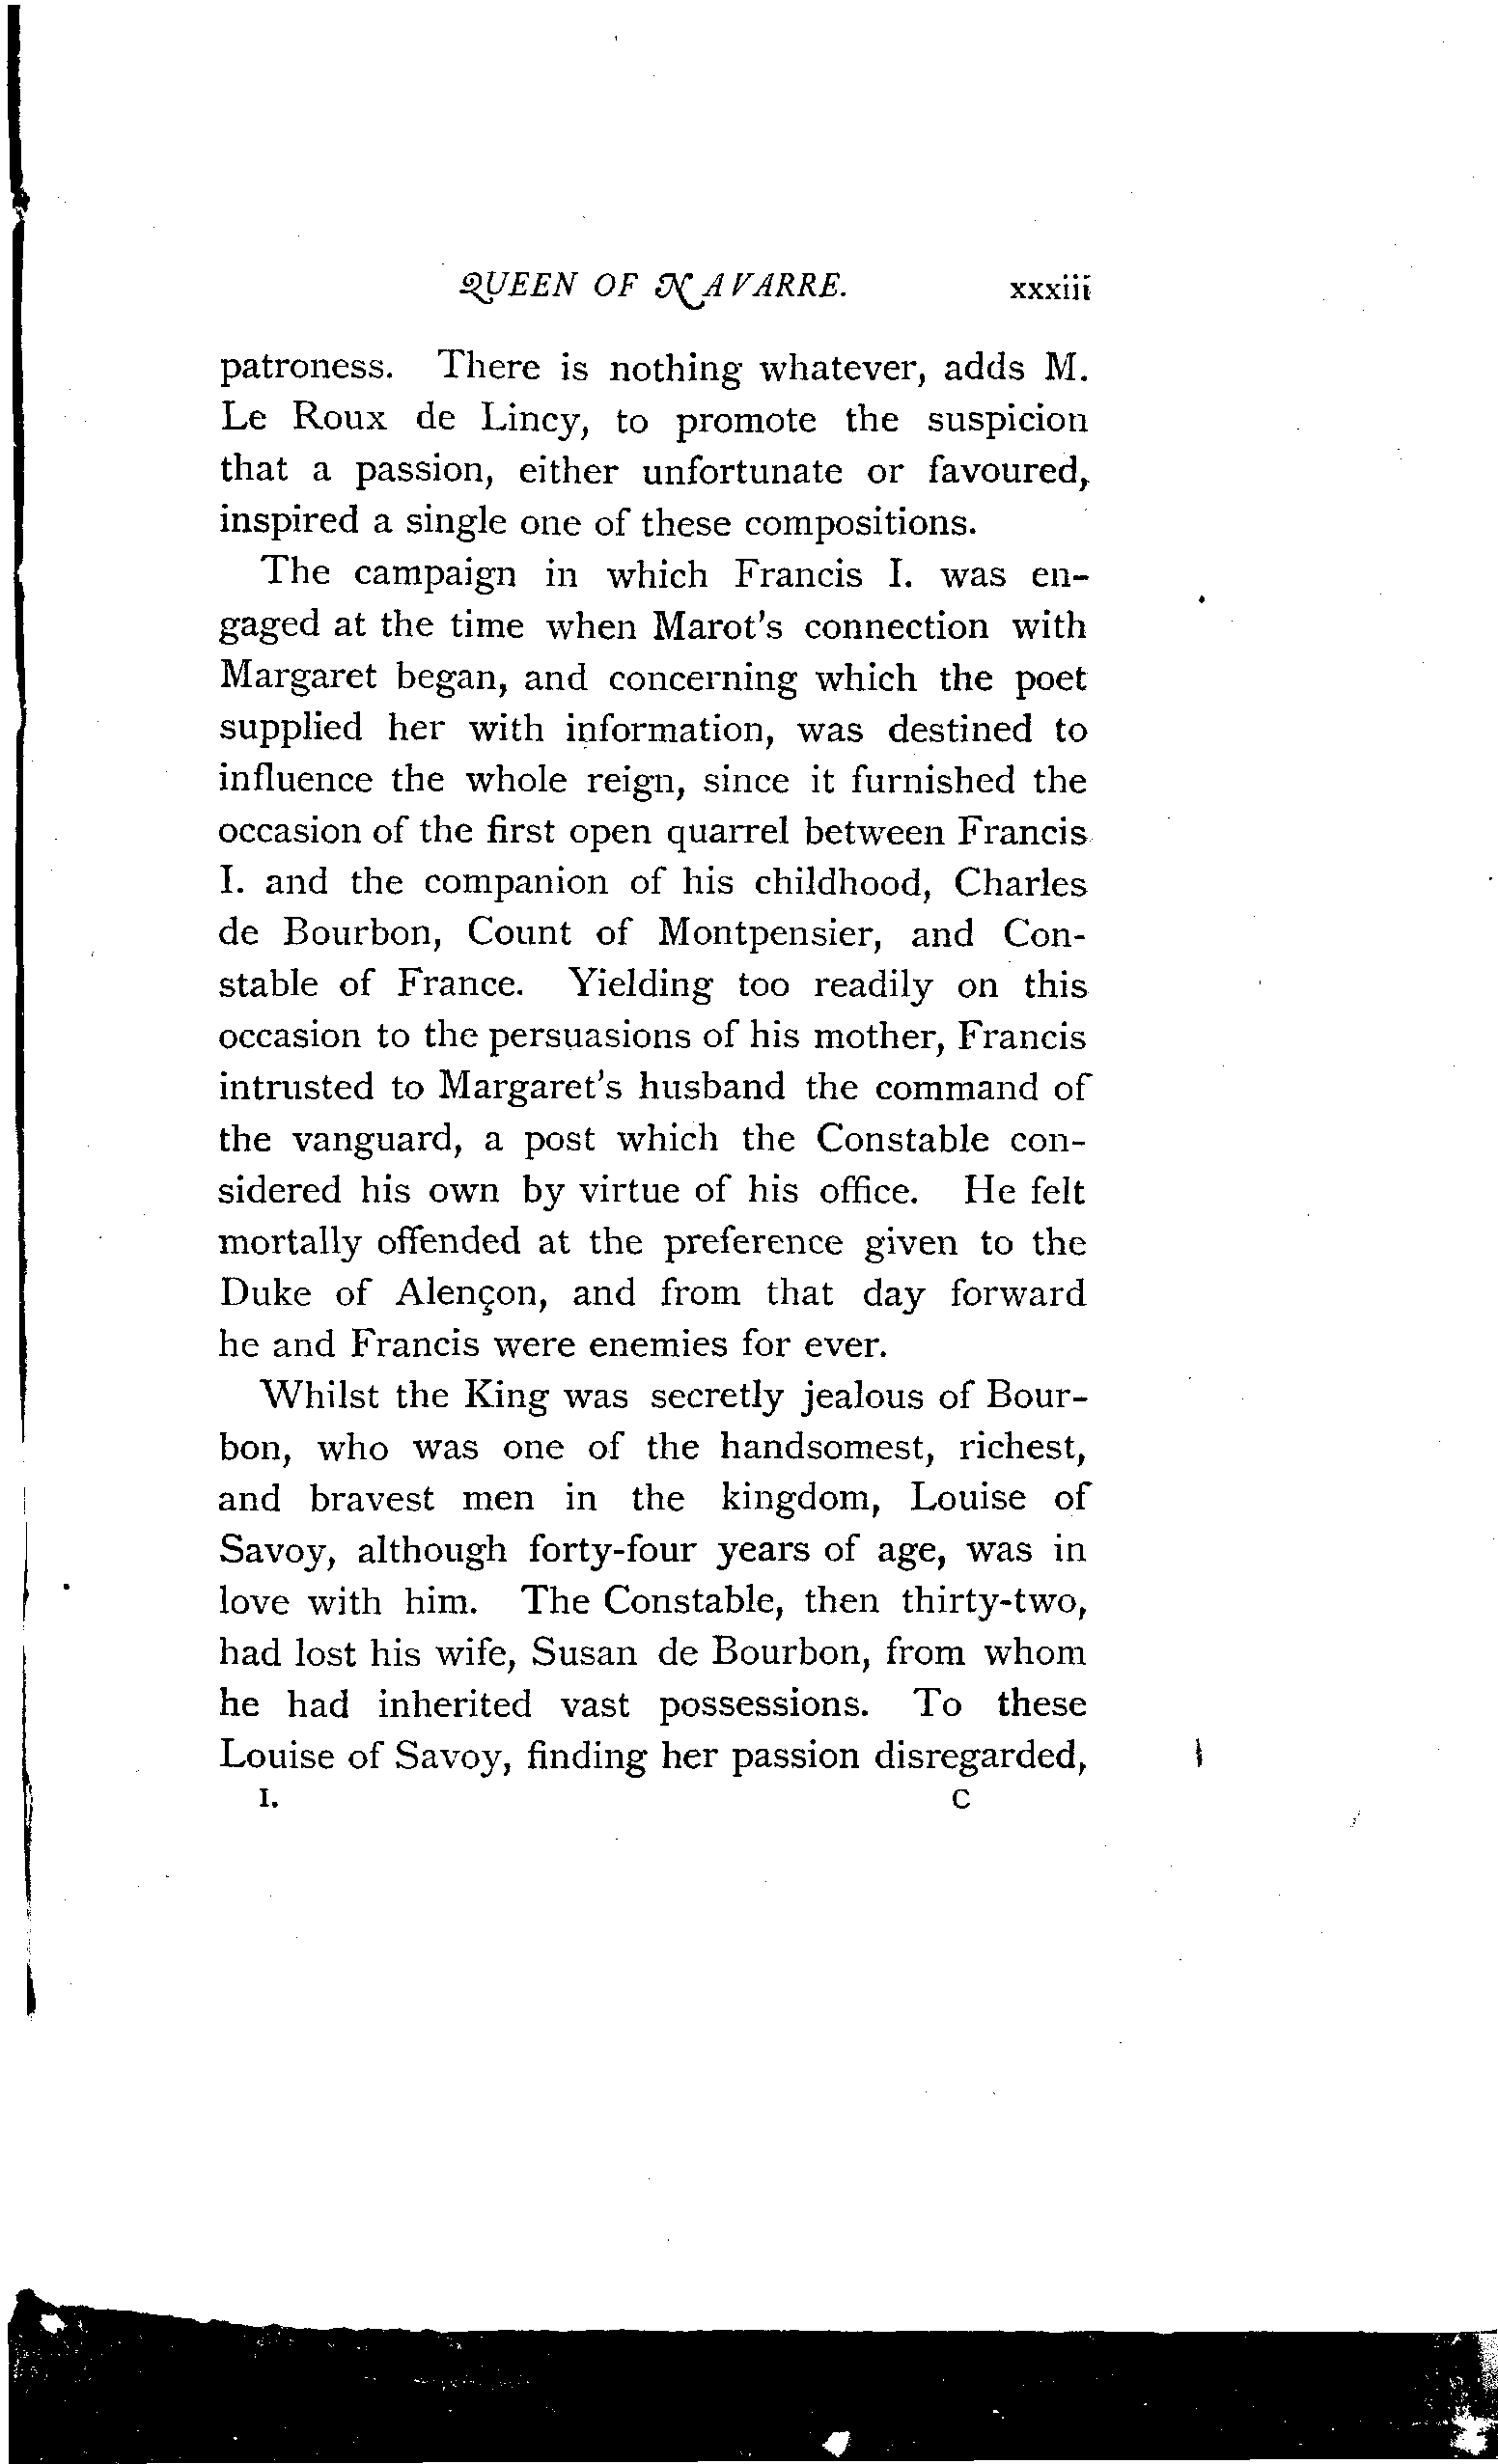 QUEEN OF NAVARRE. xxxiii
patroness. There is nothing whatever, adds M.
Le Roux de Lincy, to promote the suspicion
that a passion, either unfortunate or favoured,
inspired a single one of these compositions.
The campaign in which Francis I. was en-
gaged at the time when Marot's connection with
Margaret began, and concerning which the poet
supplied her with information, was destined to
influence the whole reign, since it furnished the
occasion of the first open quarrel between Francis
I. and the companion of his childhood, Charles
de Bourbon, Count of Montpensier, and Con-
stable of France. Yielding too readily on this
occasion to the persuasions of his mother, Francis
intrusted to Margaret's husband the command of
the vanguard, a post which the Constable con-
sidered his own by virtue of his office. He felt
mortally offended at the preference given to the
Duke of Alençon, and from that day forward
he and Francis were enemies for ever.
Whilst the King was secretly jealous of Bour-
bon, who was one of the handsomest, richest,
and bravest men in the kingdom, Louise of
Savoy, although forty-four years of age, was in
love with him. The Constable, then thirty-two,
had lost his wife, Susan de Bourbon, from whom
he had inherited vast possessions. To these
Louise of Savoy, finding her passion disregarded,
I. C